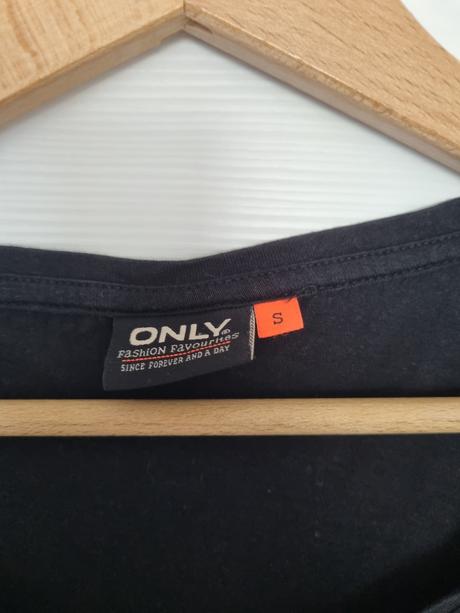 ONLY®
FasHION Favourites
SINCE FOREVER AND A DAY
S